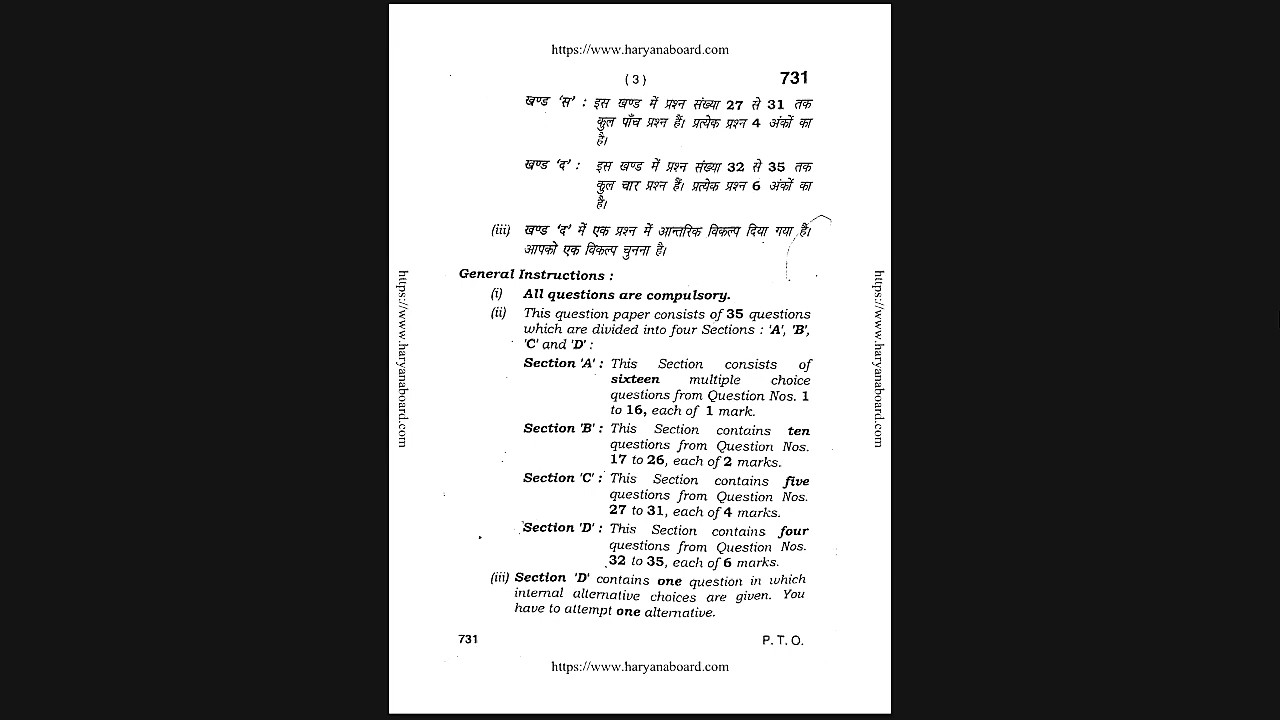 https://www.haryanaboard.com
( 3 ) 731
खण्ड ‘स’ : इस खण्ड में प्रश्न संख्या 27 से 31 तक
कुल पाँच प्रश्न हैं। प्रत्येक प्रश्न 4 अंकों का
है।
खण्ड ‘द’ : इस खण्ड में प्रश्न संख्या 32 से 35 तक
कुल चार प्रश्न हैं। प्रत्येक प्रश्न 6 अंकों का
है।
(iii) खण्ड ‘द’ में एक प्रश्न में आन्तरिक विकल्प दिया गया है।
आपको एक विकल्प चुनना है।
General Instructions :
(i) All questions are compulsory.
(ii) This question paper consists of 35 questions
which are divided into four Sections : 'A', 'B',
'C' and 'D' :
Section 'A' : This Section consists of
sixteen multiple choice
questions from Question Nos. 1
to 16, each of 1 mark.
Section 'B' : This Section contains ten
questions from Question Nos.
17 to 26, each of 2 marks.
Section 'C' : This Section contains five
questions from Question Nos.
27 to 31, each of 4 marks.
Section 'D' : This Section contains four
questions from Question Nos.
32 to 35, each of 6 marks.
(iii) Section 'D' contains one question in which
internal alternative choices are given. You
have to attempt one alternative.
731 P. T. O.
https://www.haryanaboard.com
https://www.haryanaboard.com
https://www.haryanaboard.com